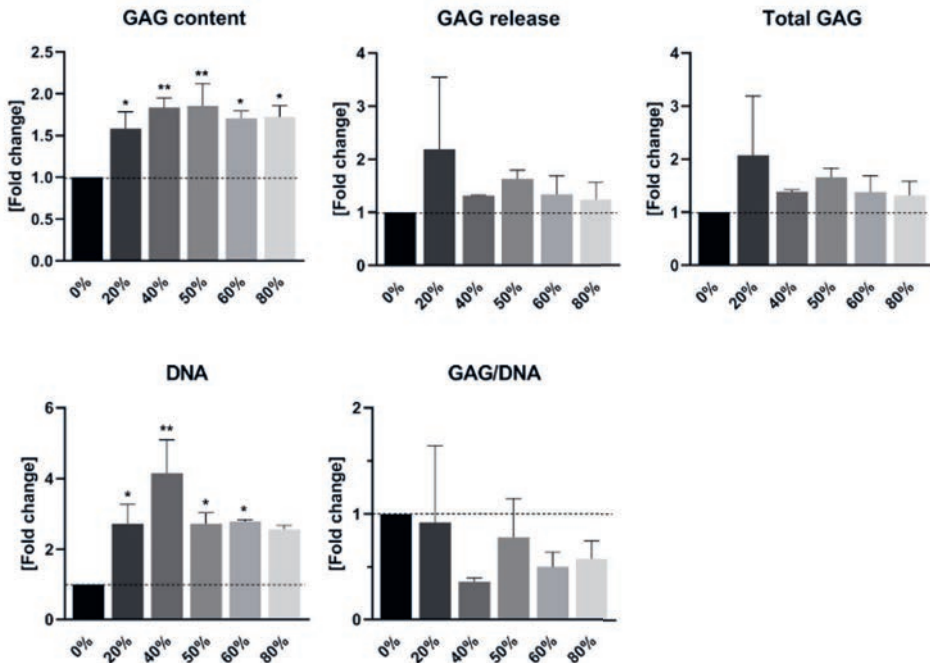 GAG content
[Fold change]
2.5
2.0
1.5
1.0
0.5
0.0
* ** ** * *
0% 20% 40% 50% 60% 80%
GAG release
[Fold change]
4
3
2
1
0
0% 20% 40% 50% 60% 80%
Total GAG
[Fold change]
4
3
2
1
0
0% 20% 40% 50% 60% 80%
DNA
[Fold change]
6
4
2
0
* ** * *
0% 20% 40% 50% 60% 80%
GAG/DNA
[Fold change]
2
1
0
0% 20% 40% 50% 60% 80%